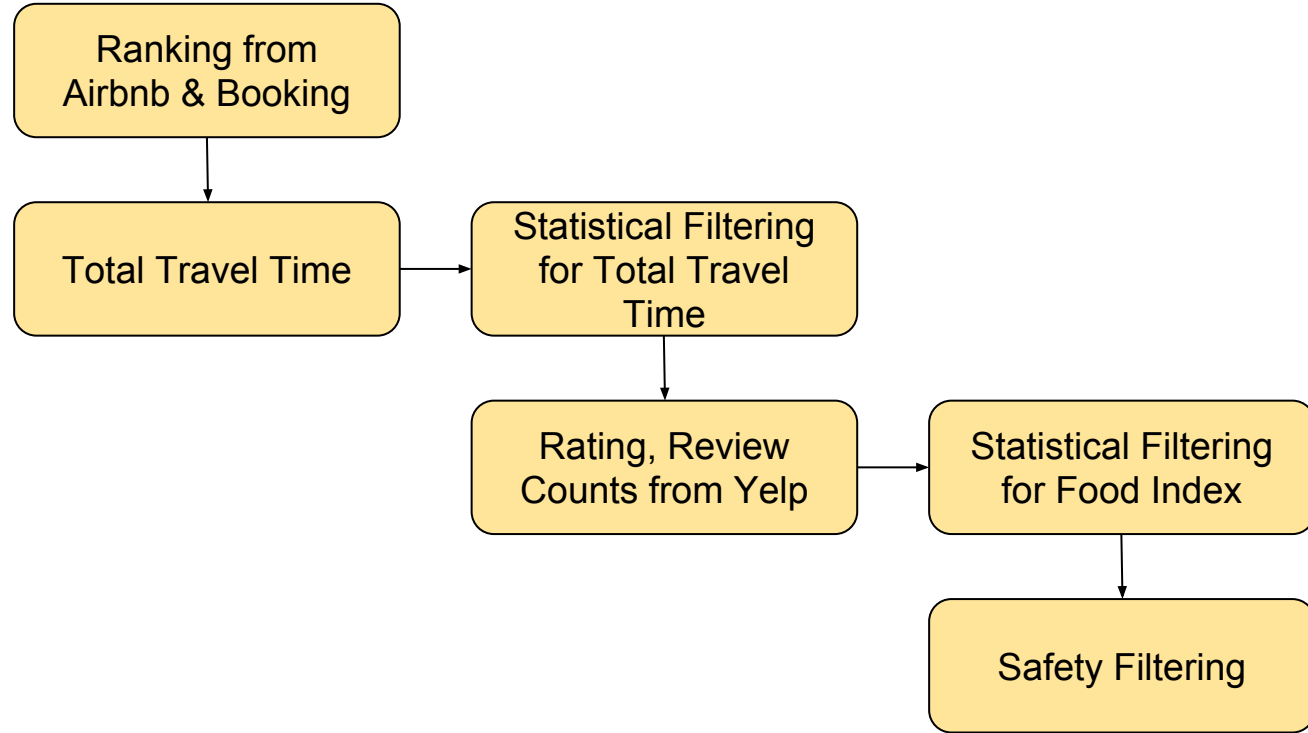 Ranking from
Airbnb & Booking
Total Travel Time
Statistical Filtering
for Total Travel
Time
Rating, Review
Counts from Yelp
Statistical Filtering
for Food Index
Safety Filtering